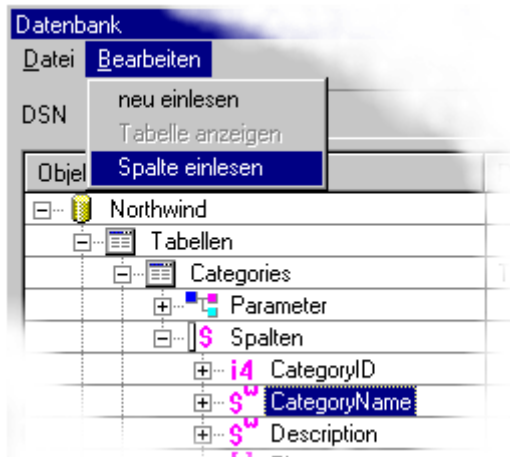 Datenbank
Datei Bearbeiten
neu einlesen
DSN
Tabelle anzeigen
Spalte einlesen
Objel
Northwind
Tabellen
Categories
Parameter
$ Spalten
i4 CategoryID
$w CategoryName
$w Description